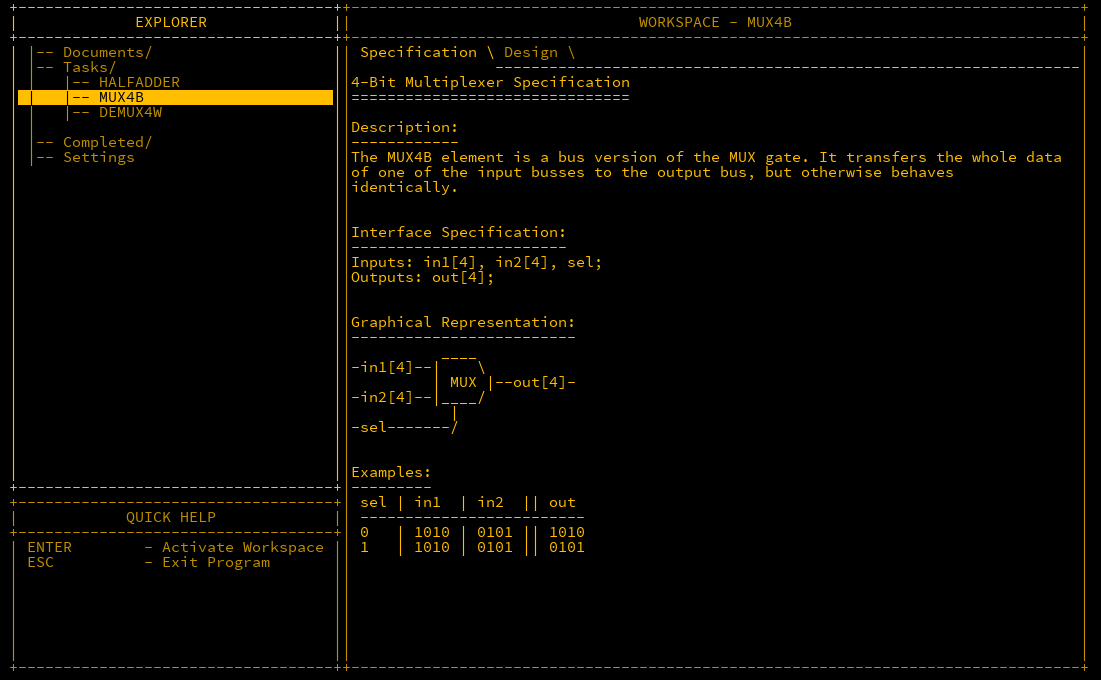 EXPLORER
|-- Documents/
|-- Tasks/
|   |-- HALFADDER
|   |-- MUX4B
|   |-- DEMUX4W
|
|-- Completed/
|-- Settings
QUICK HELP
ENTER        - Activate Workspace
ESC          - Exit Program
WORKSPACE - MUX4B
Specification \ Design \
4-Bit Multiplexer Specification
===============================
Description:
------------
The MUX4B element is a bus version of the MUX gate. It transfers the whole data
of one of the input busses to the output bus, but otherwise behaves
identically.
Interface Specification:
------------------------
Inputs: in1[4], in2[4], sel;
Outputs: out[4];
Graphical Representation:
-------------------------
          ____
-in1[4]--|    \
         | MUX |--out[4]-
-in2[4]--|____/
           |
-sel-------/
Examples:
---------
 sel | in1  | in2  || out
 -------------------------
 0   | 1010 | 0101 || 1010
 1   | 1010 | 0101 || 0101